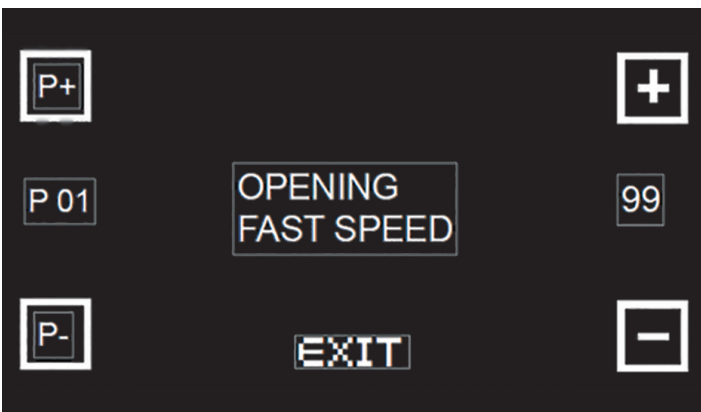 P+
+
P 01
OPENING
FAST SPEED
99
P-
EXIT
-